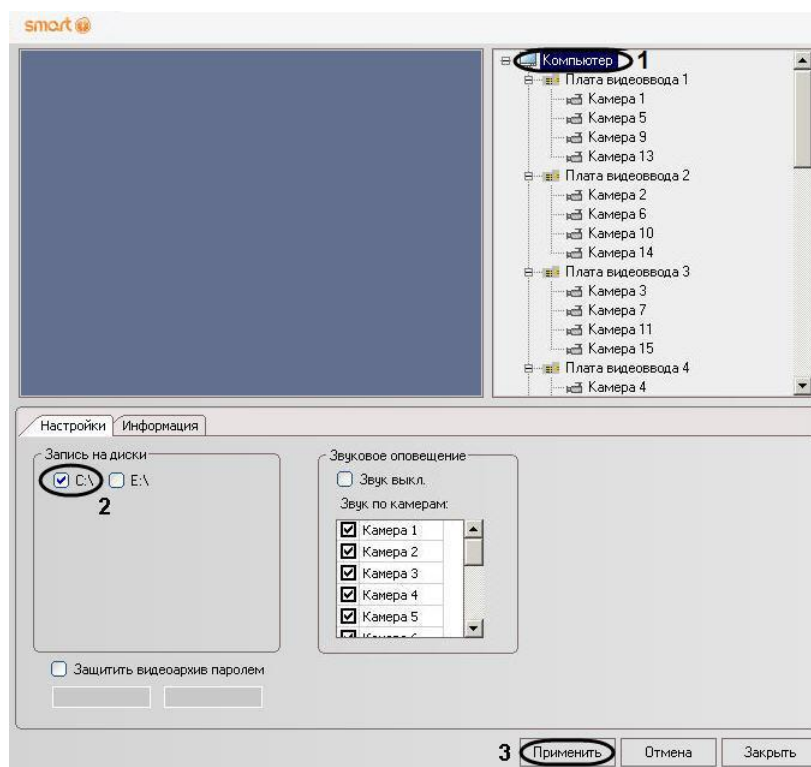 smart
Компьютер 1
Плата видеоввода 1
Камера 1
Камера 5
Камера 9
Камера 13
Плата видеоввода 2
Камера 2
Камера 6
Камера 10
Камера 14
Плата видеоввода 3
Камера 3
Камера 7
Камера 11
Камера 15
Плата видеоввода 4
Камера 4
Настройки Информация
Запись на диски
C:\ E:\
2
Звуковое оповещение
Звук выкл.
Звук по камерам:
Камера 1
Камера 2
Камера 3
Камера 4
Камера 5
Защитить видеоархив паролем
3 Применить Отмена Закрыть